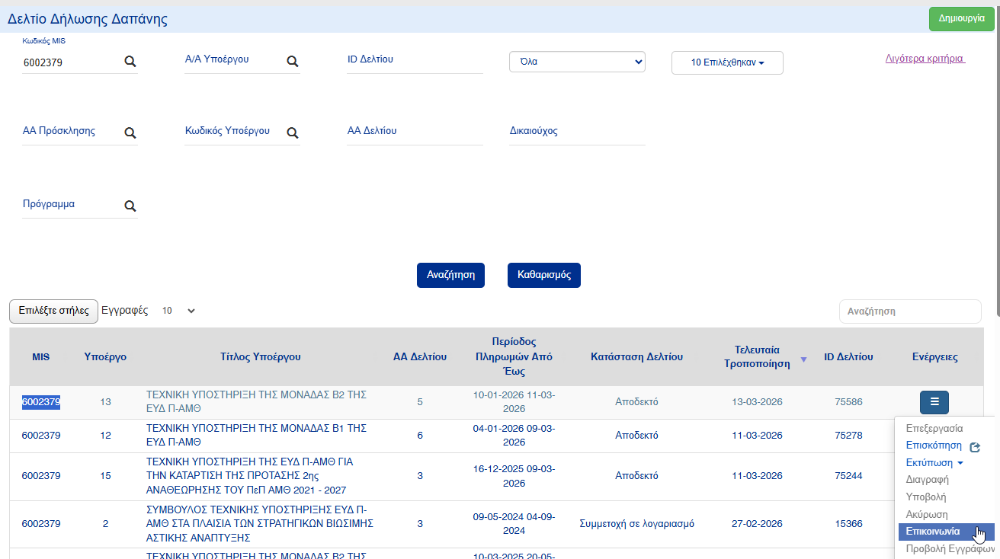 Δελτίο Δήλωσης Δαπάνης
Δημιουργία
Κωδικός MIS
6002379
Α/Α Υποέργου
ID Δελτίου
Όλα
10 Επιλέχθηκαν
Λιγότερα κριτήρια
ΑΑ Πρόσκλησης
Κωδικός Υποέργου
ΑΑ Δελτίου
Δικαιούχος
Πρόγραμμα
Αναζήτηση
Καθαρισμός
Επιλέξτε στήλες
Εγγραφές
10
Αναζήτηση
MIS
Υποέργο
Τίτλος Υποέργου
ΑΑ Δελτίου
Περίοδος
Πληρωμών Από
Έως
Κατάσταση Δελτίου
Τελευταία
Τροποποίηση
ID Δελτίου
Ενέργειες
6002379
13
ΤΕΧΝΙΚΗ ΥΠΟΣΤΗΡΙΞΗ ΤΗΣ ΜΟΝΑΔΑΣ Β2 ΤΗΣ
ΕΥΔ Π-ΑΜΘ
5
10-01-2026 11-03-
2026
Αποδεκτό
13-03-2026
75586
6002379
12
ΤΕΧΝΙΚΗ ΥΠΟΣΤΗΡΙΞΗ ΤΗΣ ΜΟΝΑΔΑΣ Β1 ΤΗΣ
ΕΥΔ Π-ΑΜΘ
6
04-01-2026 09-03-
2026
Αποδεκτό
11-03-2026
75278
6002379
15
ΤΕΧΝΙΚΗ ΥΠΟΣΤΗΡΙΞΗ ΤΗΣ ΕΥΔ Π-ΑΜΘ ΓΙΑ
ΤΗΝ ΚΑΤΑΡΤΙΣΗ ΤΗΣ ΠΡΟΤΑΣΗΣ 2ης
ΑΝΑΘΕΩΡΗΣΗΣ ΤΟΥ ΠεΠ ΑΜΘ 2021 - 2027
3
16-12-2025 09-03-
2026
Αποδεκτό
11-03-2026
75244
6002379
2
ΣΥΜΒΟΥΛΟΣ ΤΕΧΝΙΚΗΣ ΥΠΟΣΤΗΡΙΞΗΣ ΕΥΔ Π-
ΑΜΘ ΣΤΑ ΠΛΑΙΣΙΑ ΤΩΝ ΣΤΡΑΤΗΓΙΚΩΝ ΒΙΩΣΙΜΗΣ
ΑΣΤΙΚΗΣ ΑΝΑΠΤΥΞΗΣ
3
09-05-2024 04-09-
2024
Συμμετοχή σε λογαριασμό
27-02-2026
15366
ΤΕΧΝΙΚΗ ΥΠΟΣΤΗΡΙΞΗ ΤΗΣ ΜΟΝΑΔΑΣ Β2 ΤΗΣ
10-03-2025 20-05-
Επεξεργασία
Επισκόπηση
Εκτύπωση
Διαγραφή
Υποβολή
Ακύρωση
Επικοινωνία
Προβολή Εγγράφων